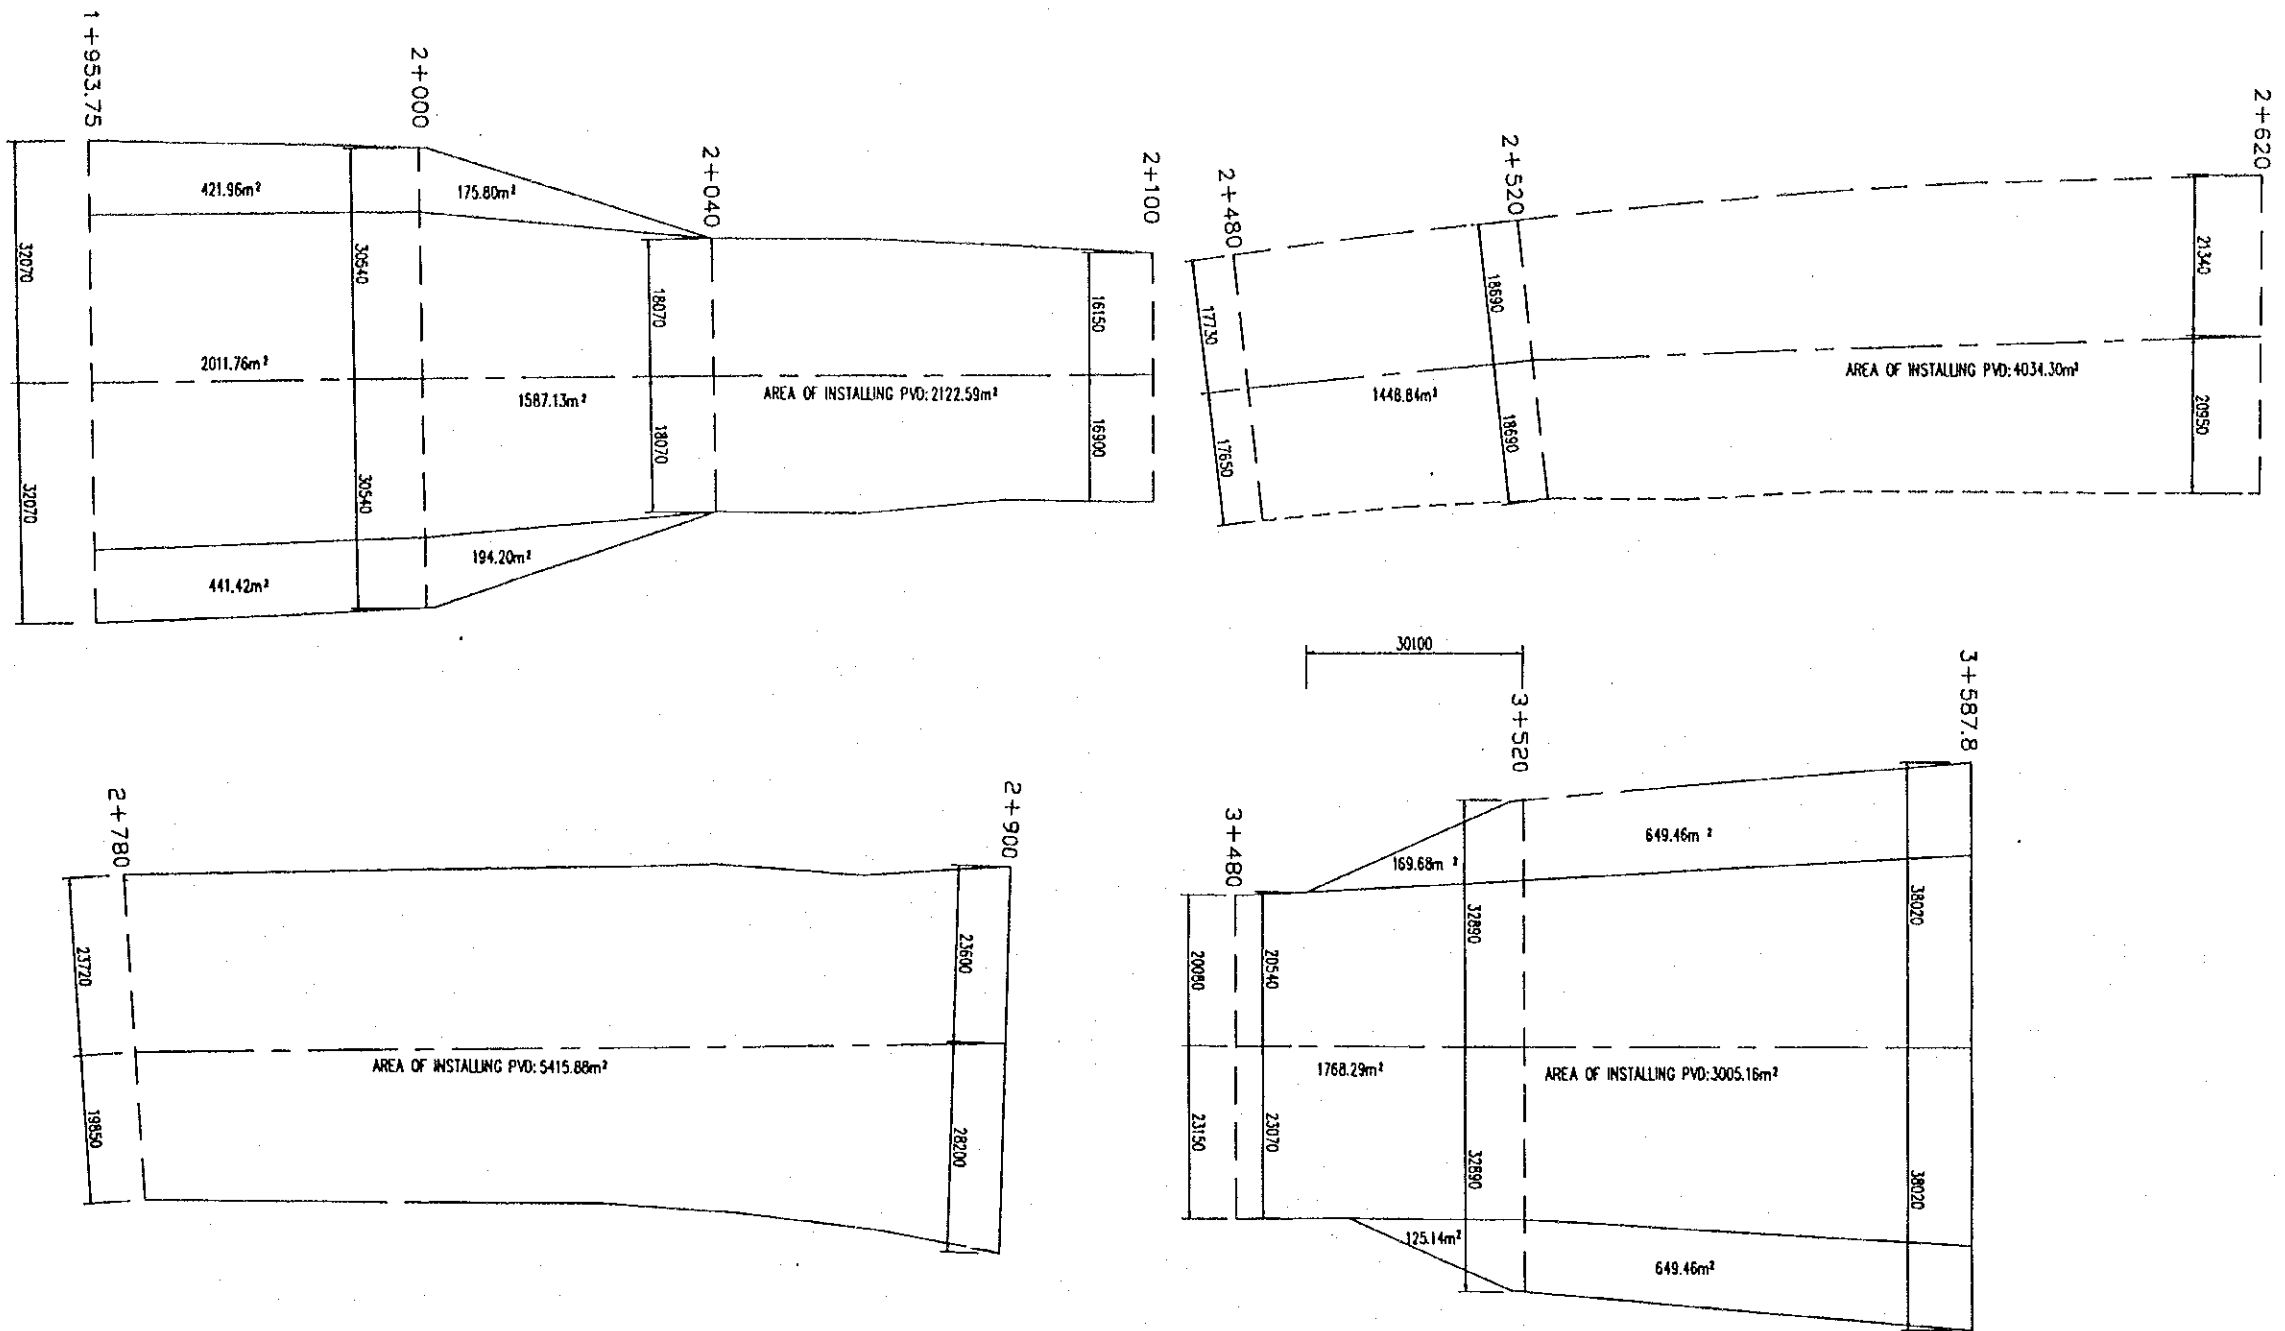 1+953.75
2+000
2+040
2+100
421.96m²
175.80m²
32070
30540
18070
16150
2011.76m²
1587.13m²
AREA OF INSTALLING PVD: 2122.59m²
32070
30540
18070
16900
441.42m²
194.20m²
2+480
2+520
2+620
17730
18690
21340
1448.84m²
AREA OF INSTALLING PVD: 4034.30m²
17650
18690
20950
2+780
2+900
23720
23600
AREA OF INSTALLING PVD: 5415.88m²
19850
28200
30100
3+480
3+520
3+587.8
169.68m²
649.46m²
20080
20540
32890
38020
1768.29m²
AREA OF INSTALLING PVD:3005.16m²
23150
23070
32890
38020
125.14m²
649.46m²